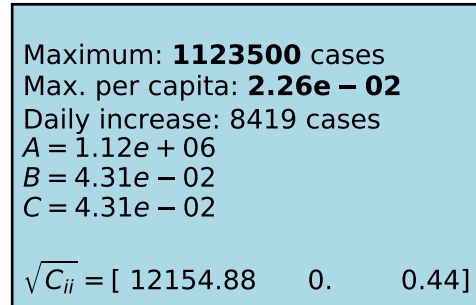 Maximum: 1123500 cases
Max. per capita: 2.26e − 02
Daily increase: 8419 cases
A = 1.12e + 06
B = 4.31e − 02
C = 4.31e − 02
√Cᵢᵢ = [ 12154.88 0. 0.44]